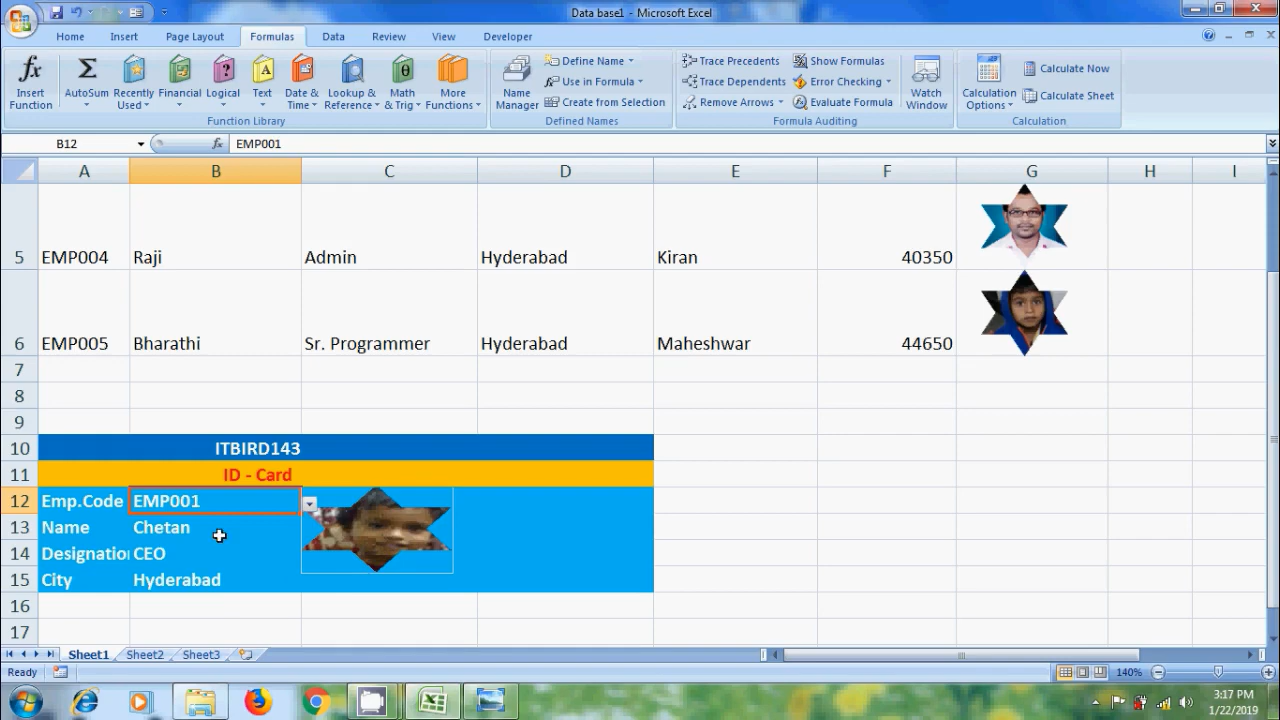 Data base1 - Microsoft Excel
Home Insert Page Layout Formulas Data Review View Developer
Insert Function
AutoSum
Recently Used
Financial
Logical
Text
Date & Time
Lookup & Reference
Math & Trig
More Functions
Function Library
Name Manager
Define Name
Use in Formula
Create from Selection
Defined Names
Trace Precedents
Trace Dependents
Remove Arrows
Show Formulas
Error Checking
Evaluate Formula
Formula Auditing
Watch Window
Calculation Options
Calculate Now
Calculate Sheet
Calculation
B12 fx EMP001
A B C D E F G H I
5 EMP004 Raji Admin Hyderabad Kiran 40350
6 EMP005 Bharathi Sr. Programmer Hyderabad Maheshwar 44650
7
8
9
10 ITBIRD143
11 ID - Card
12 Emp.Code EMP001
13 Name Chetan
14 Designatio CEO
15 City Hyderabad
16
17
Sheet1 Sheet2 Sheet3
Ready 140%
3:17 PM
1/22/2019